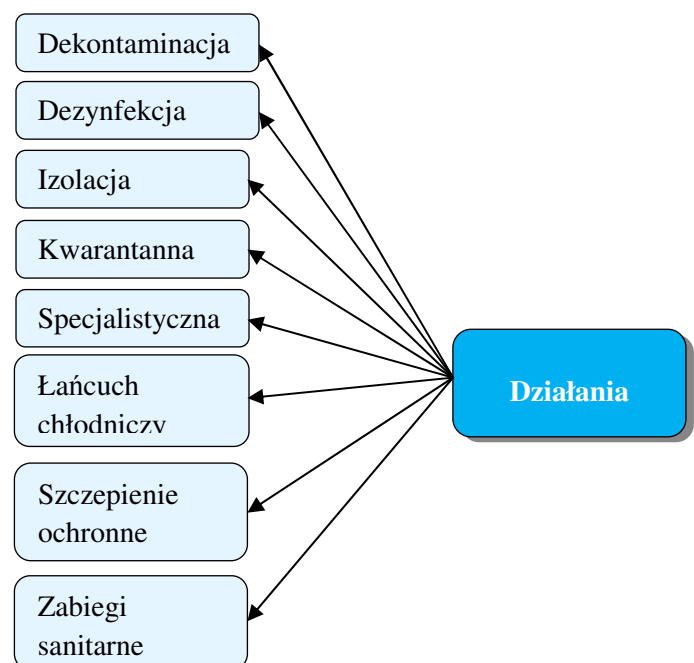 Dekontaminacja
Dezynfekcja
Izolacja
Kwarantanna
Specjalistyczna
Łańcuch
chłodniczy
Szczepienie
ochronne
Zabiegi
sanitarne
Działania